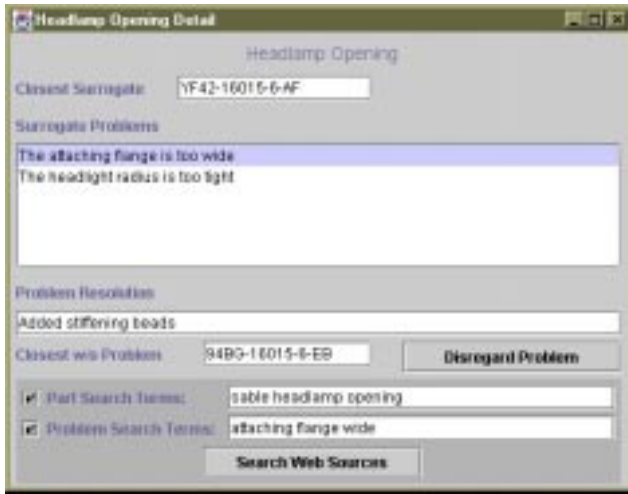 Headlamp Opening Detail
Headlamp Opening
Closest Surrogate YF42-16015-6-AF
Surrogate Problems
The attaching flange is too wide
The headlight radius is too tight
Problem Resolution
Added stiffening beads
Closest w/o Problem 94BG-16015-6-EB Disregard Problem
Part Search Terms: sable headlamp opening
Problem Search Terms: attaching flange wide
Search Web Sources